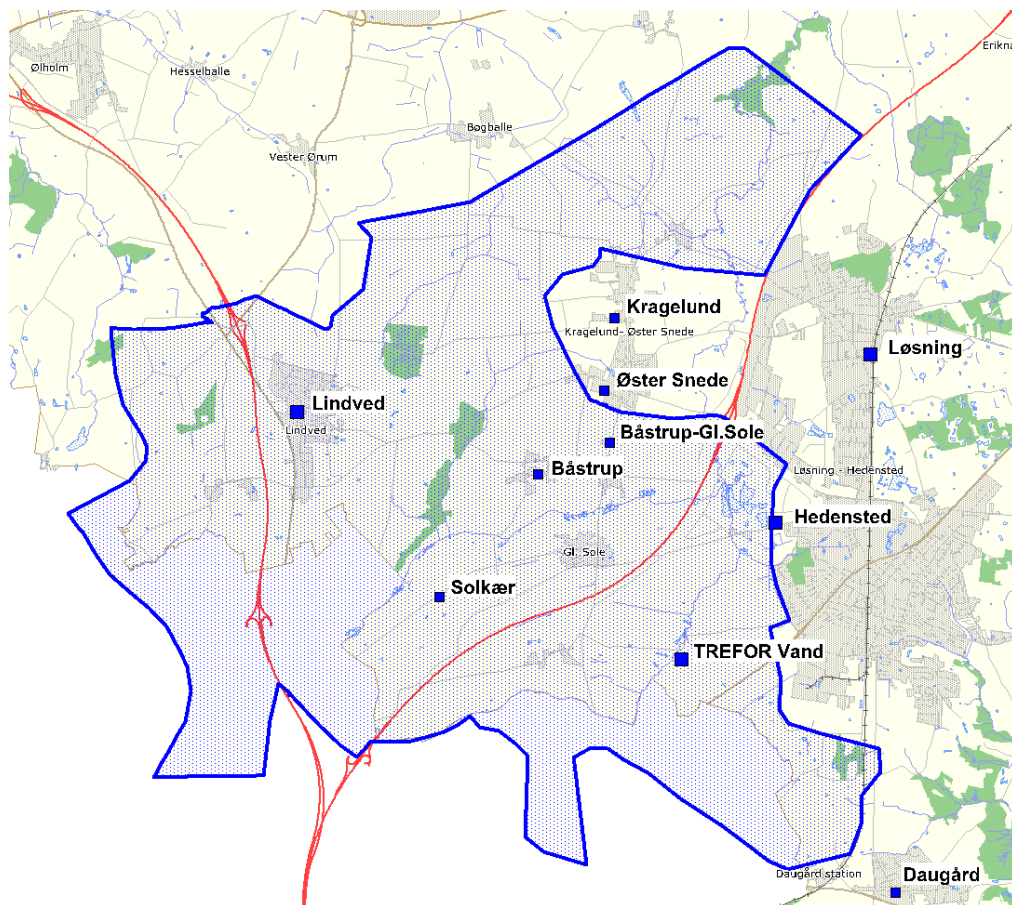 Ølholm
Hesselballe
Vester Ørum
Bøgballe
Kragelund
Kragelund- Øster Snede
Løsning
Øster Snede
Lindved
Lindved
Båstrup-Gl.Sole
Båstrup
Løsning - Hedensted
Hedensted
Gl. Sole
Solkær
TREFOR Vand
Daugård station
Daugård